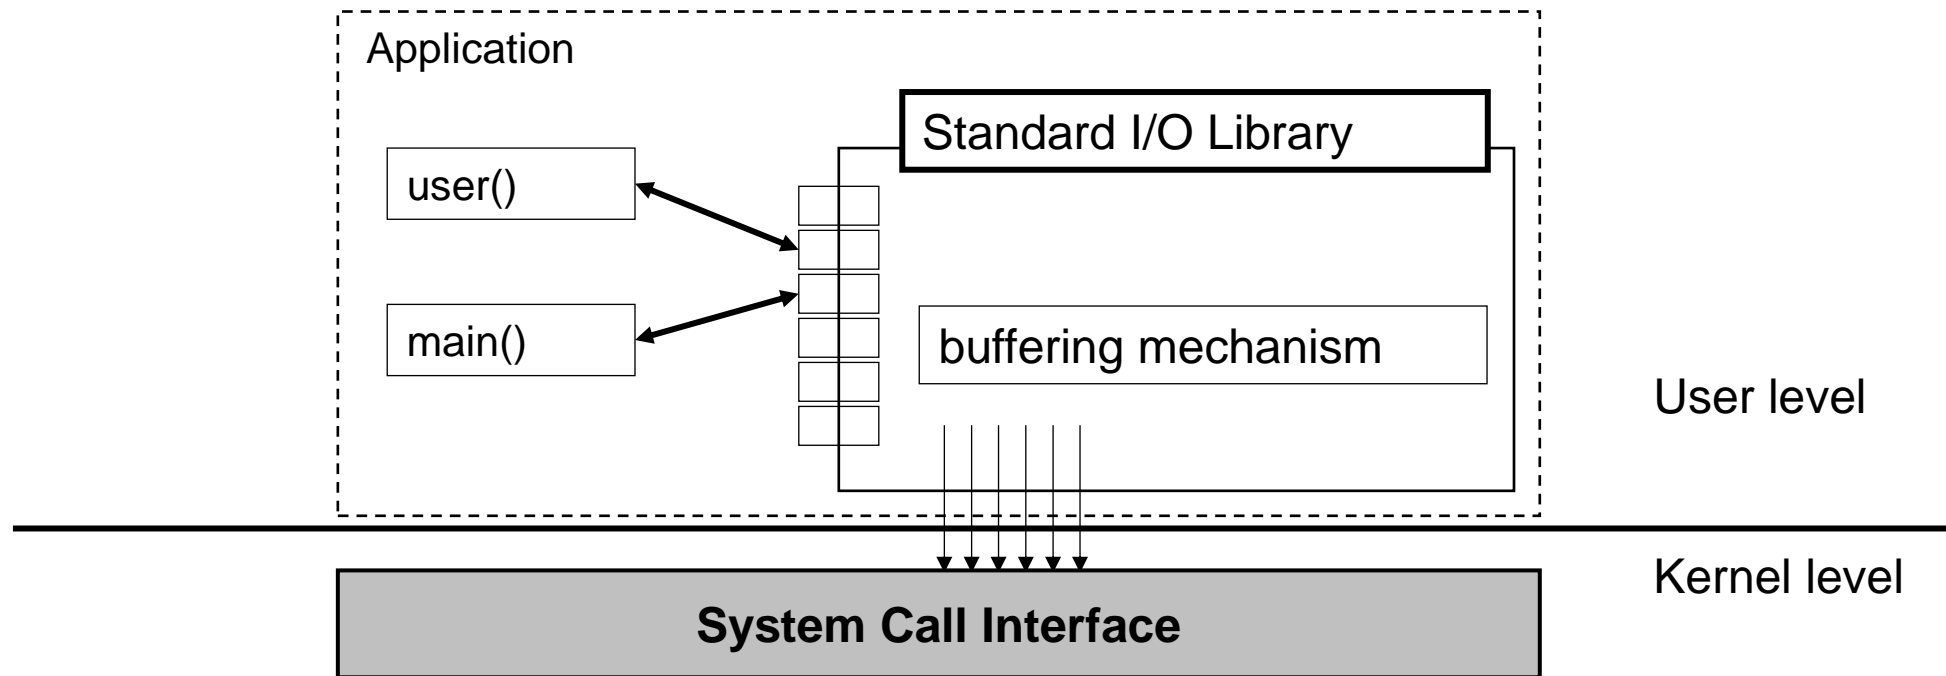 Application
Standard I/O Library
user()
main()
buffering mechanism
User level
Kernel level
System Call Interface